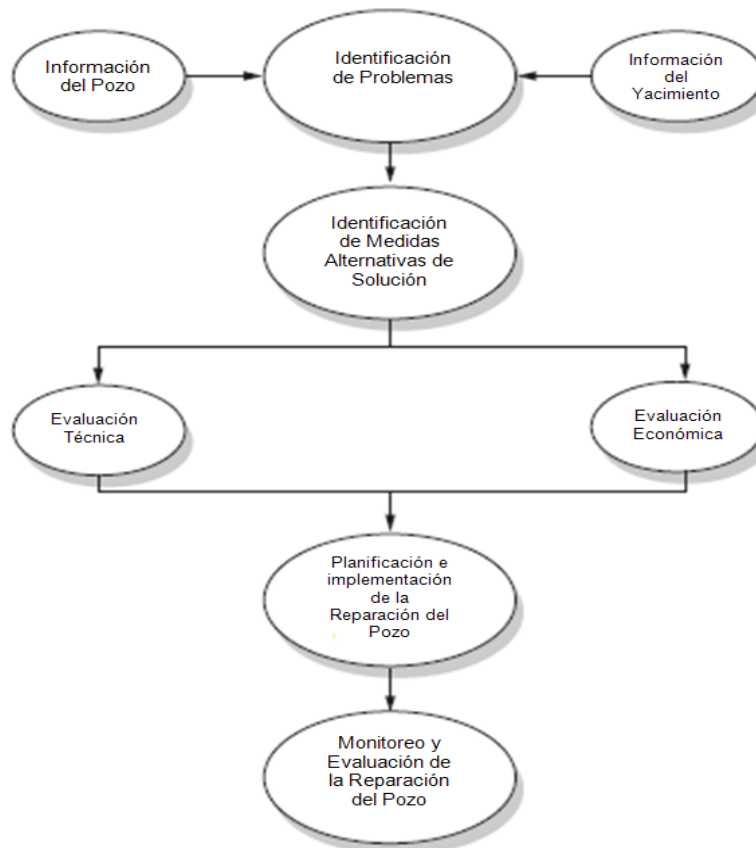 Información
del Pozo
Identificación
de Problemas
Información
del
Yacimiento
Identificación
de Medidas
Alternativas de
Solución
Evaluación
Técnica
Evaluación
Económica
Planificación e
implementación
de la
Reparación del
Pozo
Monitoreo y
Evaluación de
la Reparación
del Pozo